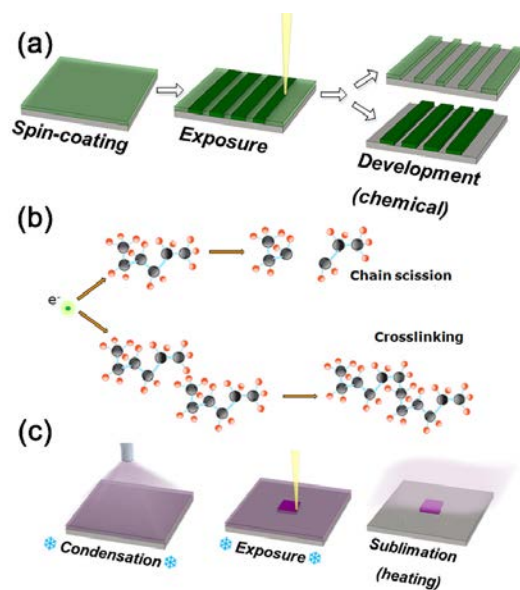 (a)
Spin-coating
Exposure
Development
(chemical)
(b)
e-
Chain scission
Crosslinking
(c)
Condensation
Exposure
Sublimation
(heating)